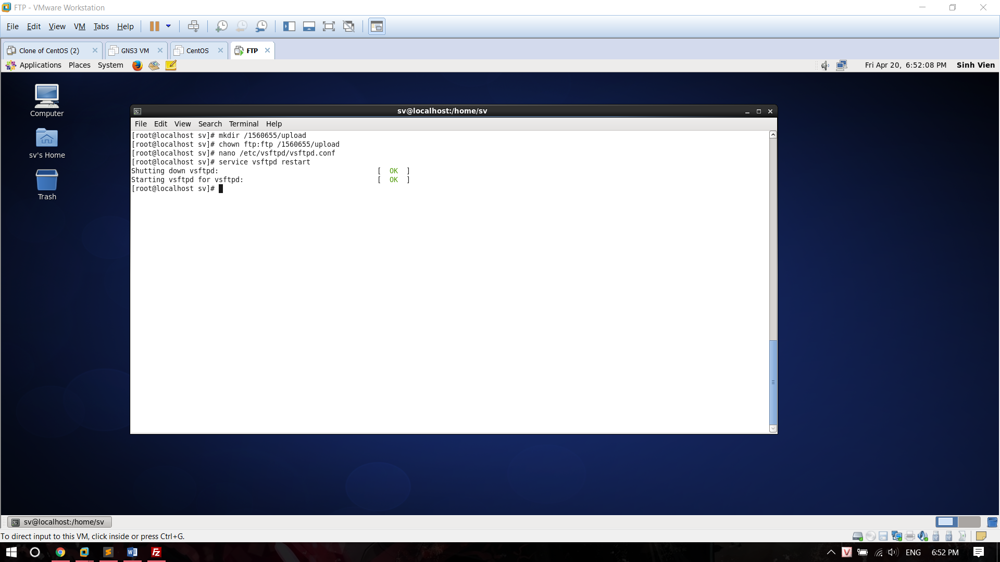 FTP - VMware Workstation
File Edit View VM Tabs Help
Clone of CentOS (2) GNS3 VM CentOS FTP
Applications Places System Fri Apr 20, 6:52:08 PM Sinh Vien
Computer
sv's Home
Trash
sv@localhost:/home/sv
File Edit View Search Terminal Help
[root@localhost sv]# mkdir /1560655/upload
[root@localhost sv]# chown ftp:ftp /1560655/upload
[root@localhost sv]# nano /etc/vsftpd/vsftpd.conf
[root@localhost sv]# service vsftpd restart
Shutting down vsftpd: [ OK ]
Starting vsftpd for vsftpd: [ OK ]
[root@localhost sv]#
sv@localhost:/home/sv
To direct input to this VM, click inside or press Ctrl+G.
ENG 6:52 PM